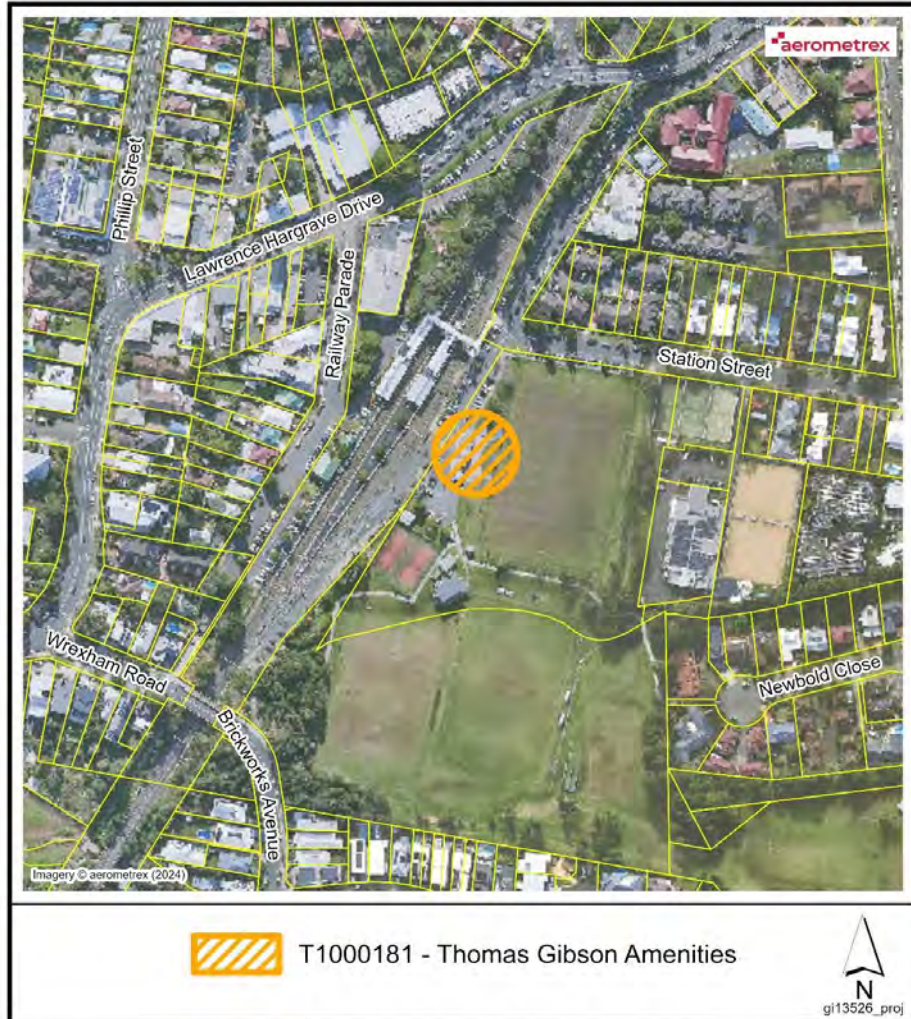 aerometrex
Phillip Street
Lawrence Hargrave Drive
Railway Parade
Station Street
Newbold Close
Wrexham Road
Brickworks Avenue
Imagery © aerometrex (2024)
T1000181 - Thomas Gibson Amenities
N
gi13526_proj